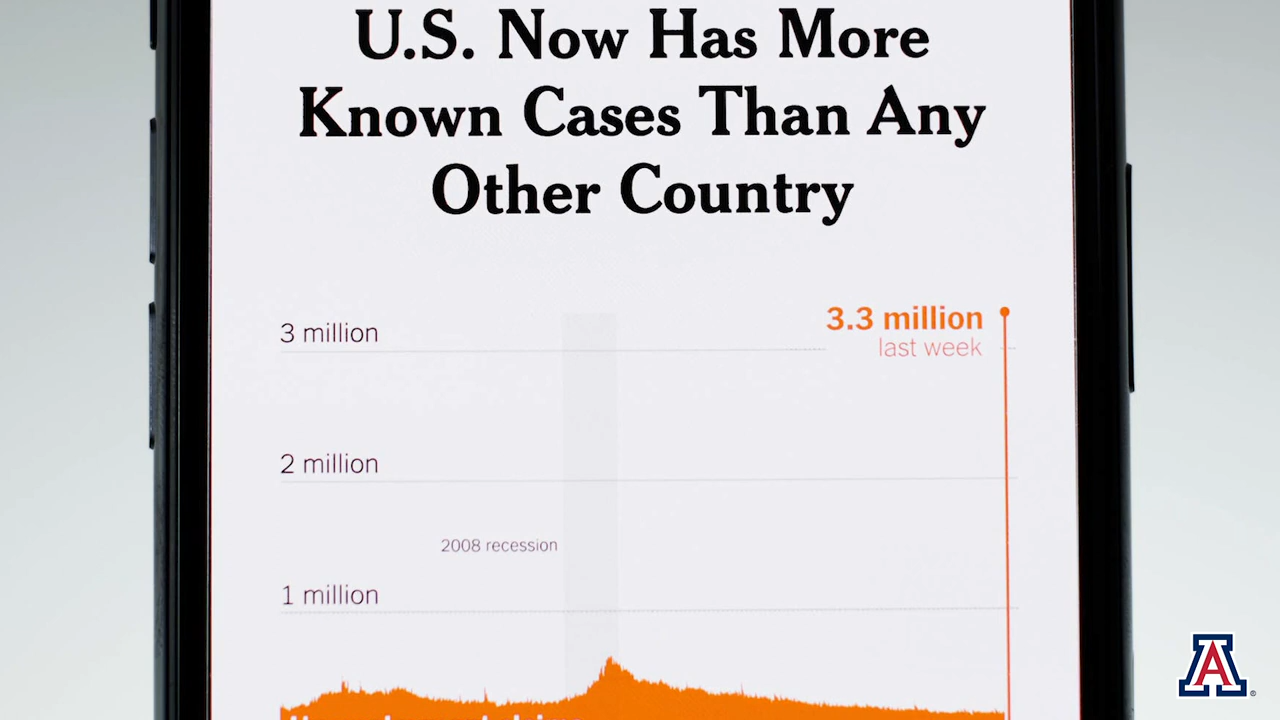 U.S. Now Has More
Known Cases Than Any
Other Country
3 million
3.3 million
last week
2 million
2008 recession
1 million
A